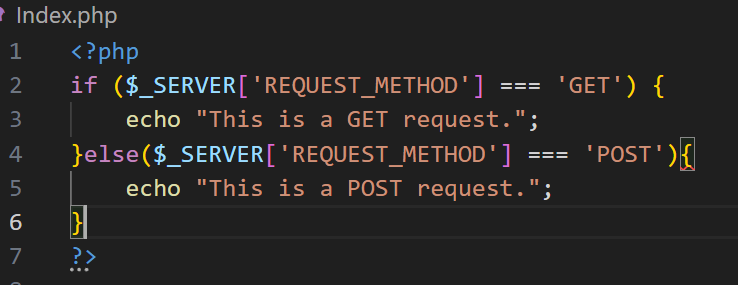 Index.php
1 <?php
2 if ($_SERVER['REQUEST_METHOD'] === 'GET') {
3     echo "This is a GET request.";
4 }else($_SERVER['REQUEST_METHOD'] === 'POST'){
5     echo "This is a POST request.";
6 }
7 ?>